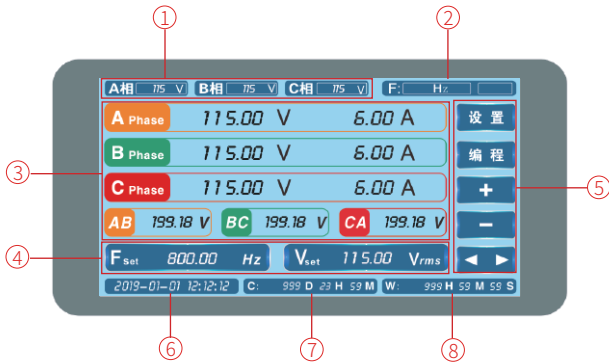 ① ②
A相 115 V B相 115 V C相 115 V F: Hz
A Phase 115.00 V 6.00 A 设置
B Phase 115.00 V 6.00 A 编程
③ C Phase 115.00 V 6.00 A + ⑤
AB 199.18 V BC 199.18 V CA 199.18 V −
④ Fset 800.00 Hz Vset 115.00 Vrms ◀ ▶
2019-01-01 12:12:12 C: 999 D 23 H 59 M W: 999 H 59 M 59 S
⑥ ⑦ ⑧